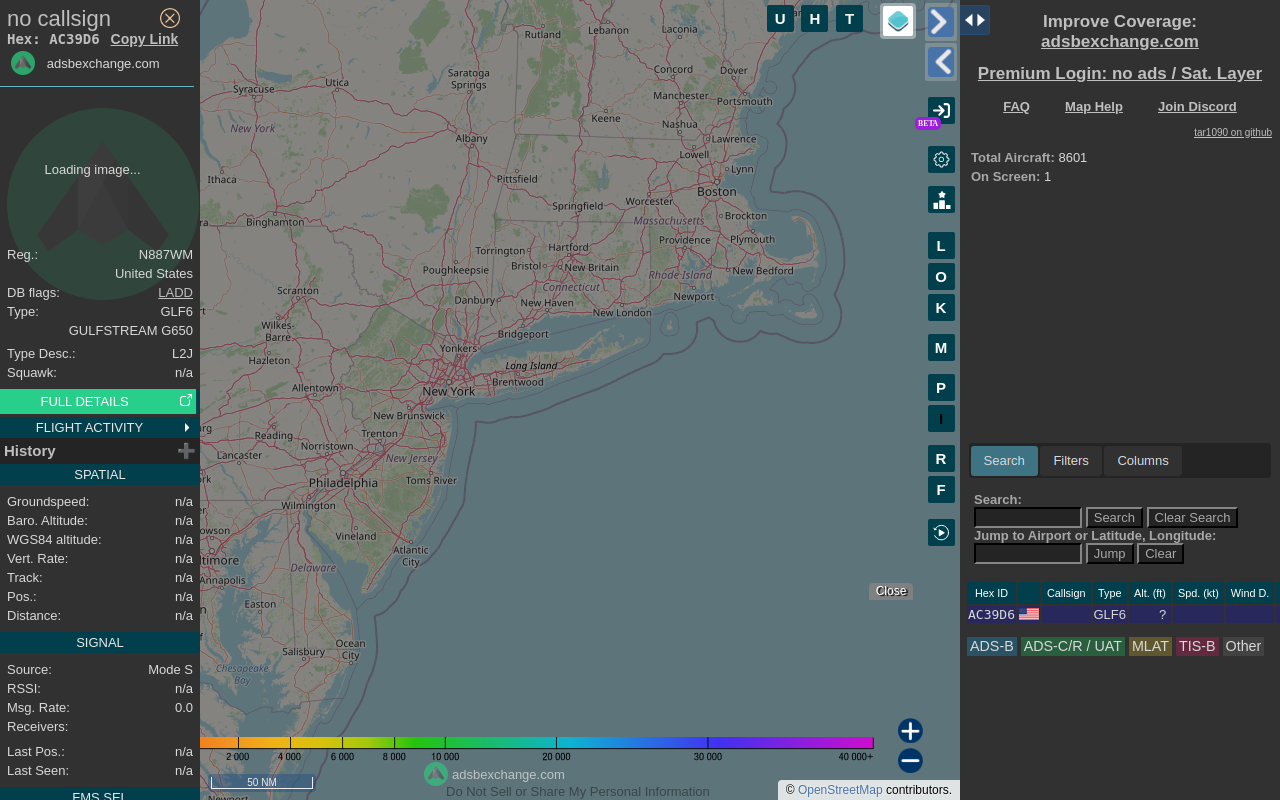 no callsign
Hex: AC39D6 Copy Link
adsbexchange.com
Loading image...
Reg.: N887WM
United States
DB flags: LADD
Type: GLF6
GULFSTREAM G650
Type Desc.: L2J
Squawk: n/a
FULL DETAILS
FLIGHT ACTIVITY
History
SPATIAL
Groundspeed: n/a
Baro. Altitude: n/a
WGS84 altitude: n/a
Vert. Rate: n/a
Track: n/a
Pos.: n/a
Distance: n/a
SIGNAL
Source: Mode S
RSSI: n/a
Msg. Rate: 0.0
Receivers:
Last Pos.: n/a
Last Seen: n/a
FMS SEL
U H T
Rutland
Lebanon
Laconia
Concord
Dover
Saratoga
Springs
Utica
Syracuse
Manchester
Portsmouth
Keene
Nashua
New York
Albany
Lawrence
Lowell
Lynn
Ithaca
Pittsfield
Boston
Springfield
Worcester
Binghamton
Massachusetts
Brockton
Torrington
Hartford
Providence
Plymouth
Poughkeepsie
Bristol
New Britain
Rhode Island
New Bedford
Connecticut
Scranton
Danbury
New Haven
Newport
New London
Wilkes-
Barre
Bridgeport
Yonkers
Hazleton
Long Island
Brentwood
Allentown
New York
New Brunswick
Reading
Trenton
Norristown
Lancaster
New Jersey
Toms River
Philadelphia
Wilmington
Vineland
Atlantic
City
Annapolis
Delaware
Easton
Ocean
City
Salisbury
Chesapeake
Bay
BETA
L
O
K
M
P
I
R
F
Close
2 000 4 000 6 000 8 000 10 000 20 000 30 000 40 000+
50 NM
adsbexchange.com
Do Not Sell or Share My Personal Information
© OpenStreetMap contributors.
Improve Coverage:
adsbexchange.com
Premium Login: no ads / Sat. Layer
FAQ Map Help Join Discord
tar1090 on github
Total Aircraft: 8601
On Screen: 1
Search Filters Columns
Search:
Search Clear Search
Jump to Airport or Latitude, Longitude:
Jump Clear
Hex ID Callsign Type Alt. (ft) Spd. (kt) Wind D.
AC39D6 GLF6 ?
ADS-B ADS-C/R / UAT MLAT TIS-B Other